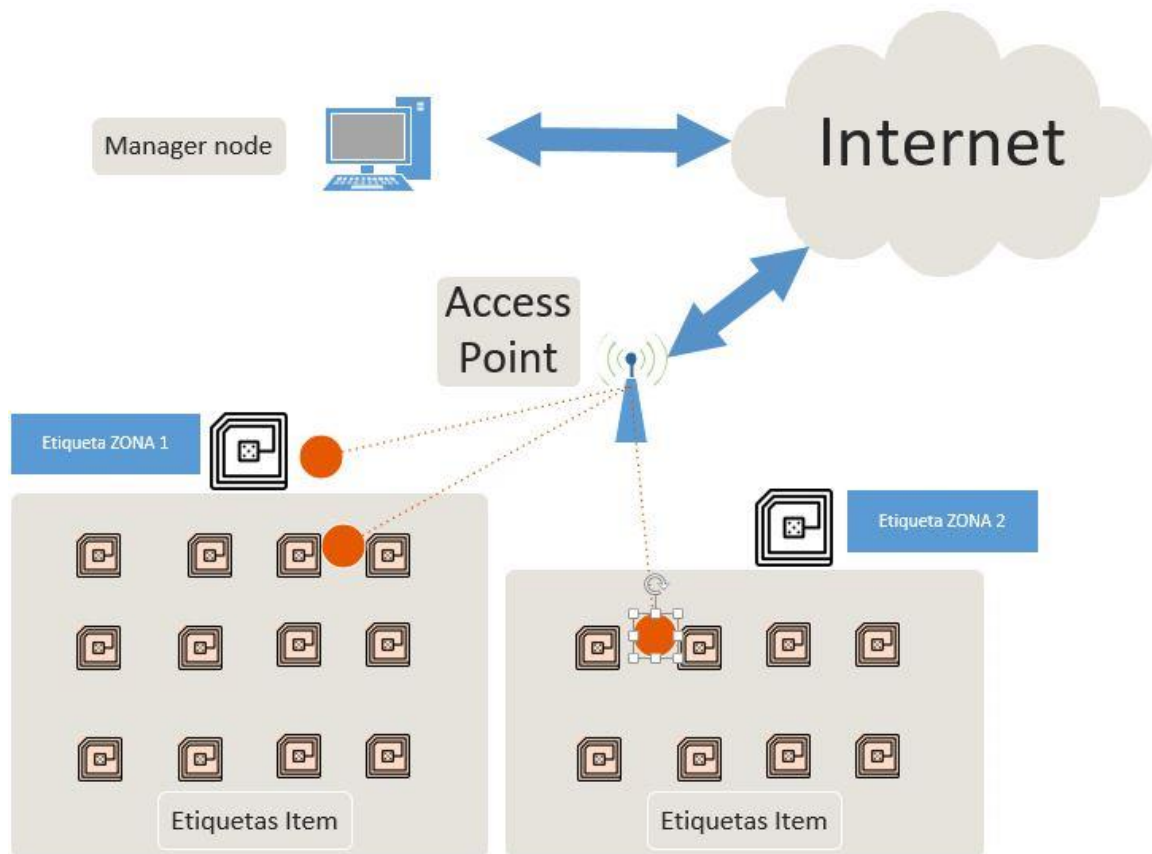 Manager node
Internet
Access
Point
Etiqueta ZONA 1
Etiqueta ZONA 2
Etiquetas Item
Etiquetas Item